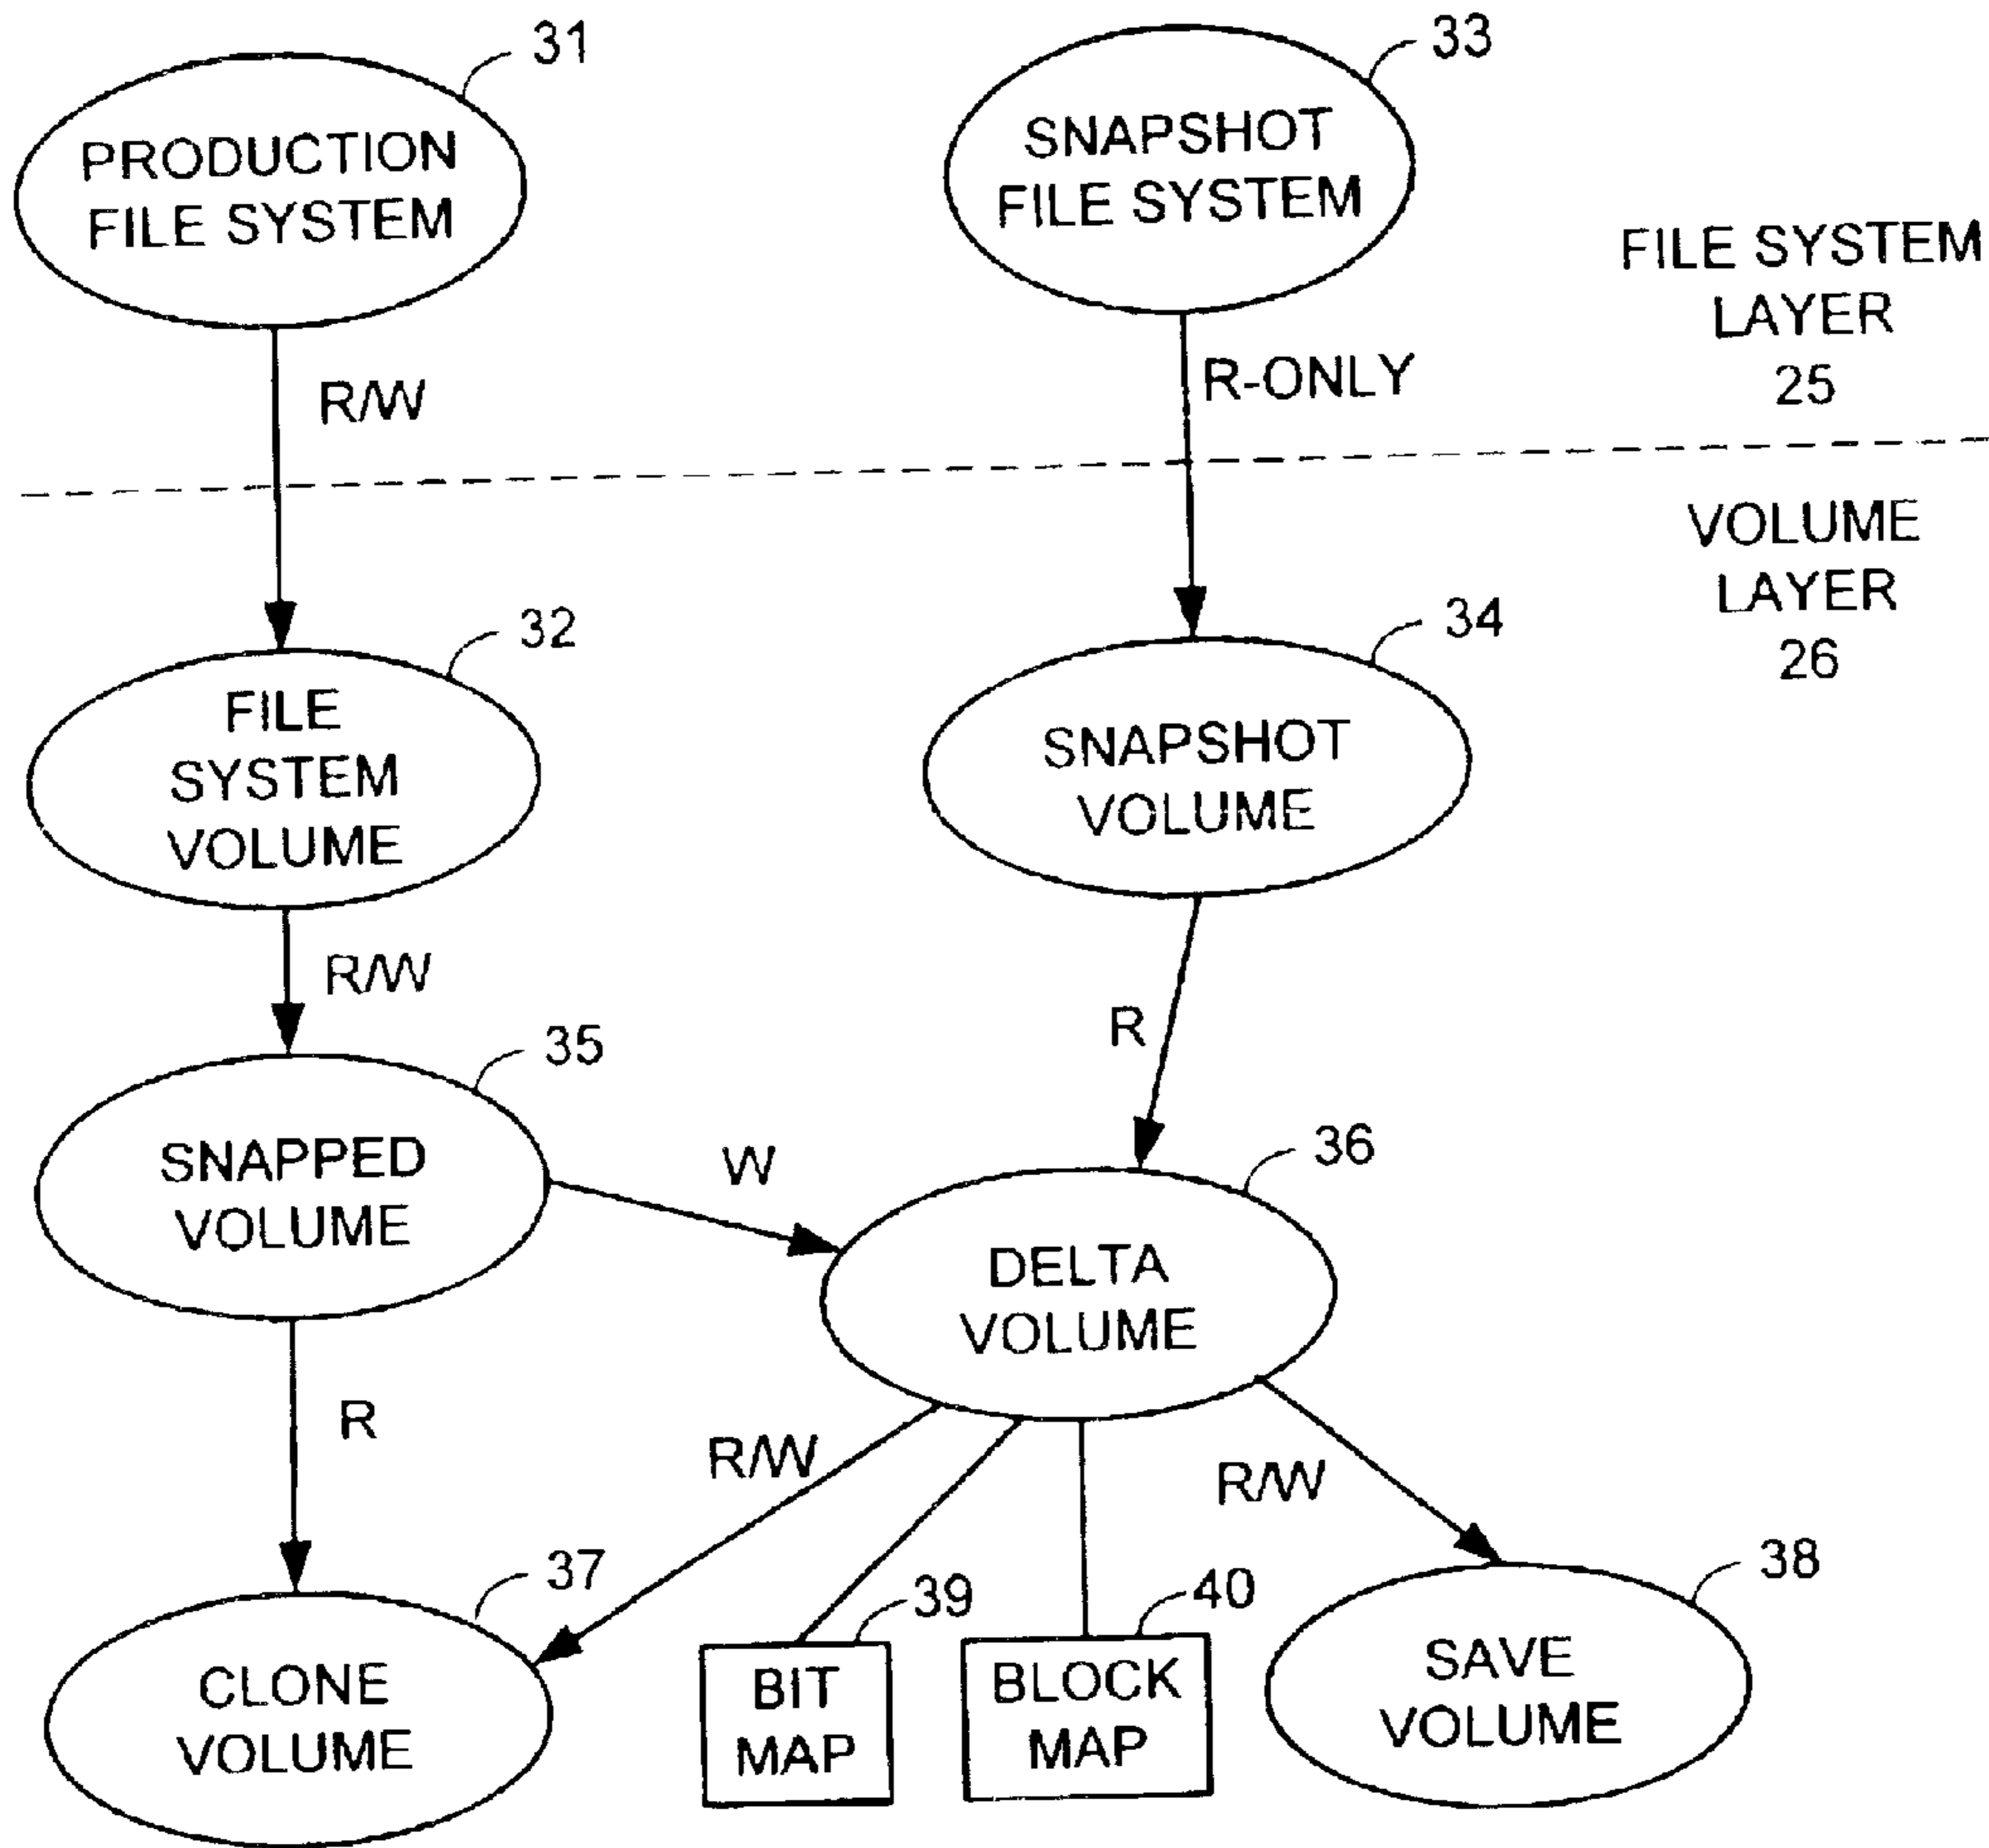 31
PRODUCTION
FILE SYSTEM
33
SNAPSHOT
FILE SYSTEM
FILE SYSTEM
LAYER
25
R/W
R-ONLY
VOLUME
LAYER
26
32
FILE
SYSTEM
VOLUME
34
SNAPSHOT
VOLUME
R/W
R
35
SNAPPED
VOLUME
W
36
DELTA
VOLUME
R
R/W
R/W
37
CLONE
VOLUME
39
BIT
MAP
40
BLOCK
MAP
38
SAVE
VOLUME